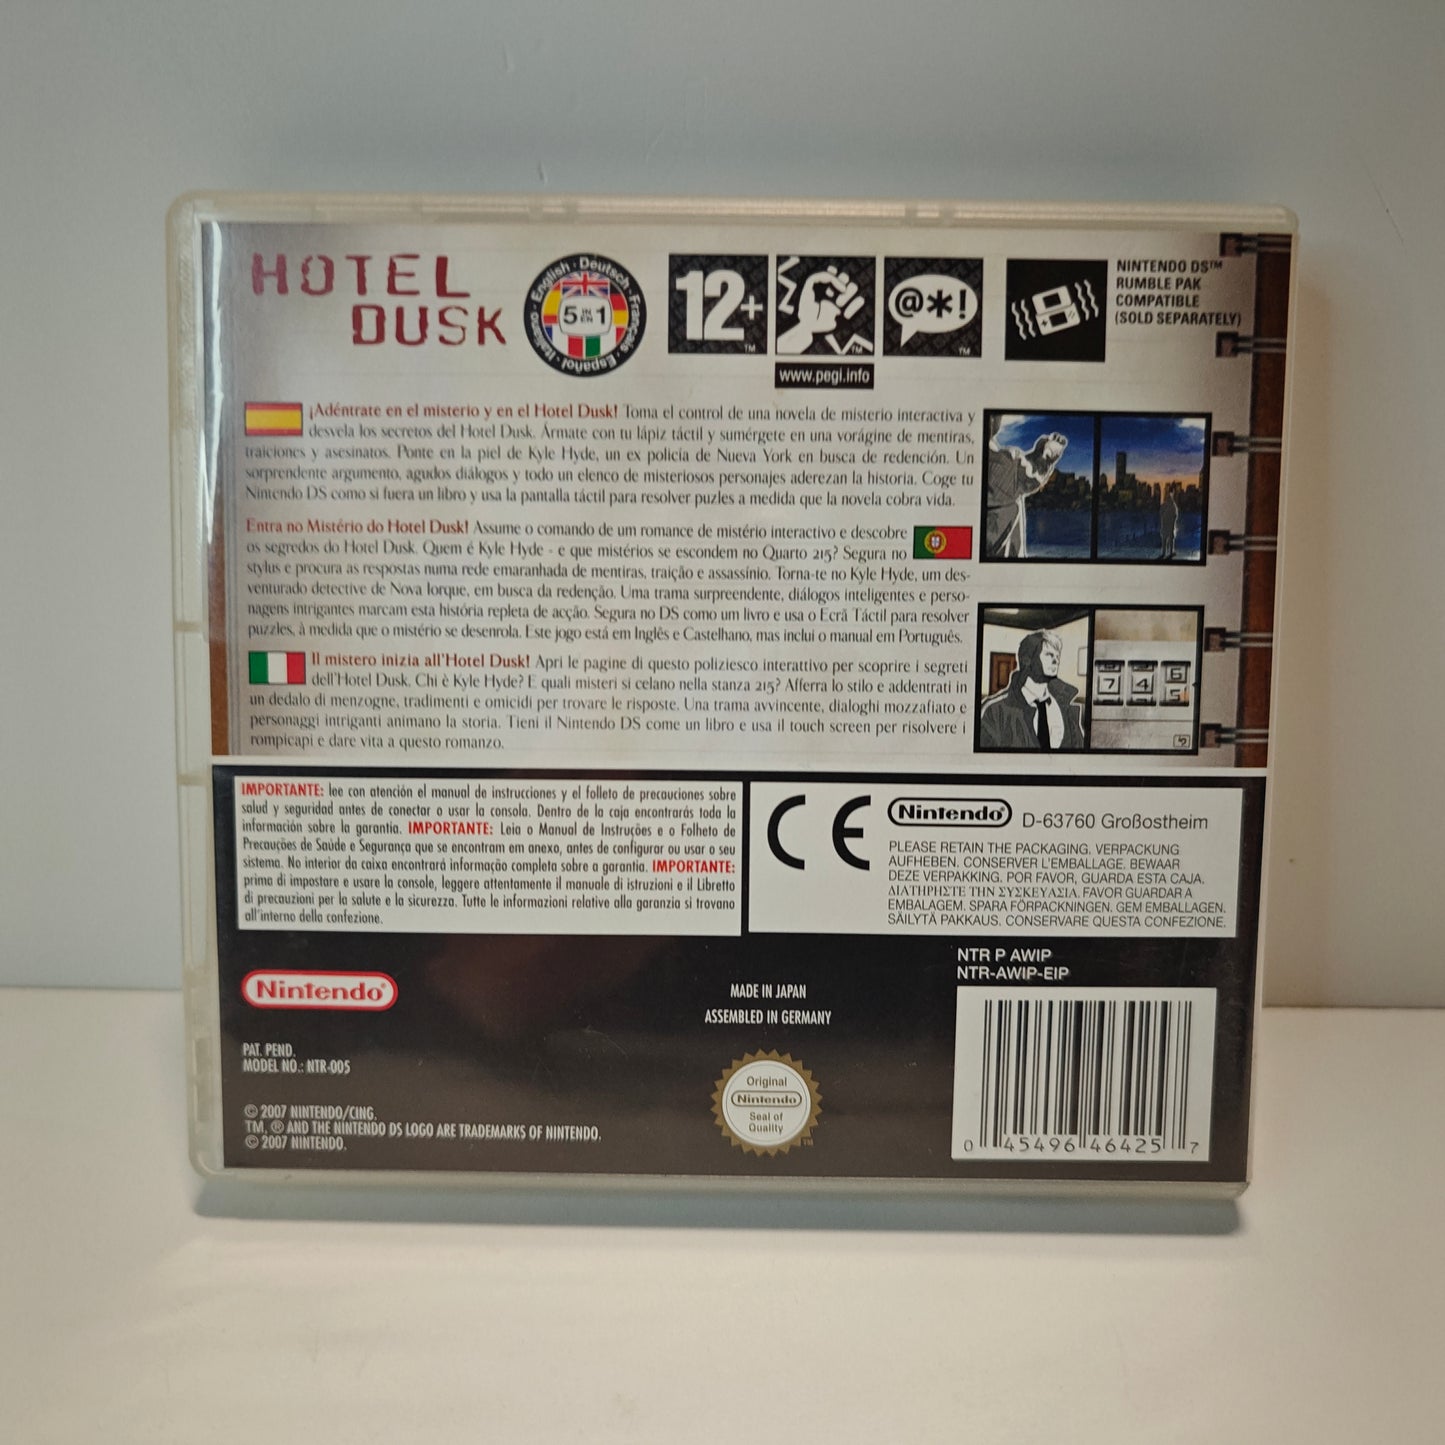 HOTEL
DUSK
English · Deutsch · Français · Español · Italiano
5 IN EN 1
12+
TM
TM
@*!
TM
www.pegi.info
NINTENDO DS™
RUMBLE PAK
COMPATIBLE
(SOLD SEPARATELY)
¡Adéntrate en el misterio y en el Hotel Dusk! Toma el control de una novela de misterio interactiva y
desvela los secretos del Hotel Dusk. Ármate con tu lápiz táctil y sumérgete en una vorágine de mentiras,
traiciones y asesinatos. Ponte en la piel de Kyle Hyde, un ex policía de Nueva York en busca de redención. Un
sorprendente argumento, agudos diálogos y todo un elenco de misteriosos personajes aderezan la historia. Coge tu
Nintendo DS como si fuera un libro y usa la pantalla táctil para resolver puzles a medida que la novela cobra vida.
Entra no Mistério do Hotel Dusk! Assume o comando de um romance de mistério interactivo e descobre
os segredos do Hotel Dusk. Quem é Kyle Hyde - e que mistérios se escondem no Quarto 215? Segura no
stylus e procura as respostas numa rede emaranhada de mentiras, traição e assassínio. Torna-te no Kyle Hyde, um des-
venturado detective de Nova Iorque, em busca da redenção. Uma trama surpreendente, diálogos inteligentes e perso-
nagens intrigantes marcam esta história repleta de acção. Segura no DS como um livro e usa o Ecrã Táctil para resolver
puzzles, à medida que o mistério se desenrola. Este jogo está em Inglês e Castelhano, mas inclui o manual em Português.
Il mistero inizia all'Hotel Dusk! Apri le pagine di questo poliziesco interattivo per scoprire i segreti
dell'Hotel Dusk. Chi è Kyle Hyde? E quali misteri si celano nella stanza 215? Afferra lo stilo e addentrati in
un dedalo di menzogne, tradimenti e omicidi per trovare le risposte. Una trama avvincente, dialoghi mozzafiato e
personaggi intriganti animano la storia. Tieni il Nintendo DS come un libro e usa il touch screen per risolvere i
rompicapi e dare vita a questo romanzo.
7 4 6
5
IMPORTANTE: lee con atención el manual de instrucciones y el folleto de precauciones sobre
salud y seguridad antes de conectar o usar la consola. Dentro de la caja encontrarás toda la
información sobre la garantía. IMPORTANTE: Leia o Manual de Instruções e o Folheto de
Precauções de Saúde e Segurança que se encontram em anexo, antes de configurar ou usar o seu
sistema. No interior da caixa encontrará informação completa sobre a garantia. IMPORTANTE:
prima di impostare e usare la console, leggere attentamente il manuale di istruzioni e il Libretto
di precauzioni per la salute e la sicurezza. Tutte le informazioni relative alla garanzia si trovano
all'interno della confezione.
CE
Nintendo® D-63760 Großostheim
PLEASE RETAIN THE PACKAGING. VERPACKUNG
AUFHEBEN. CONSERVER L'EMBALLAGE. BEWAAR
DEZE VERPAKKING. POR FAVOR, GUARDA ESTA CAJA.
ΔΙΑΤΗΡΗΣΤΕ ΤΗΝ ΣΥΣΚΕΥΑΣΙΑ. FAVOR GUARDAR A
EMBALAGEM. SPARA FÖRPACKNINGEN. GEM EMBALLAGEN.
SÄILYTÄ PAKKAUS. CONSERVARE QUESTA CONFEZIONE.
NTR P AWIP
NTR-AWIP-EIP
Nintendo®
MADE IN JAPAN
ASSEMBLED IN GERMANY
PAT. PEND.
MODEL NO.: NTR-005
Original
Nintendo
Seal of
Quality
TM
© 2007 NINTENDO/CING.
TM, ® AND THE NINTENDO DS LOGO ARE TRADEMARKS OF NINTENDO.
© 2007 NINTENDO.
0 45496 46425 7